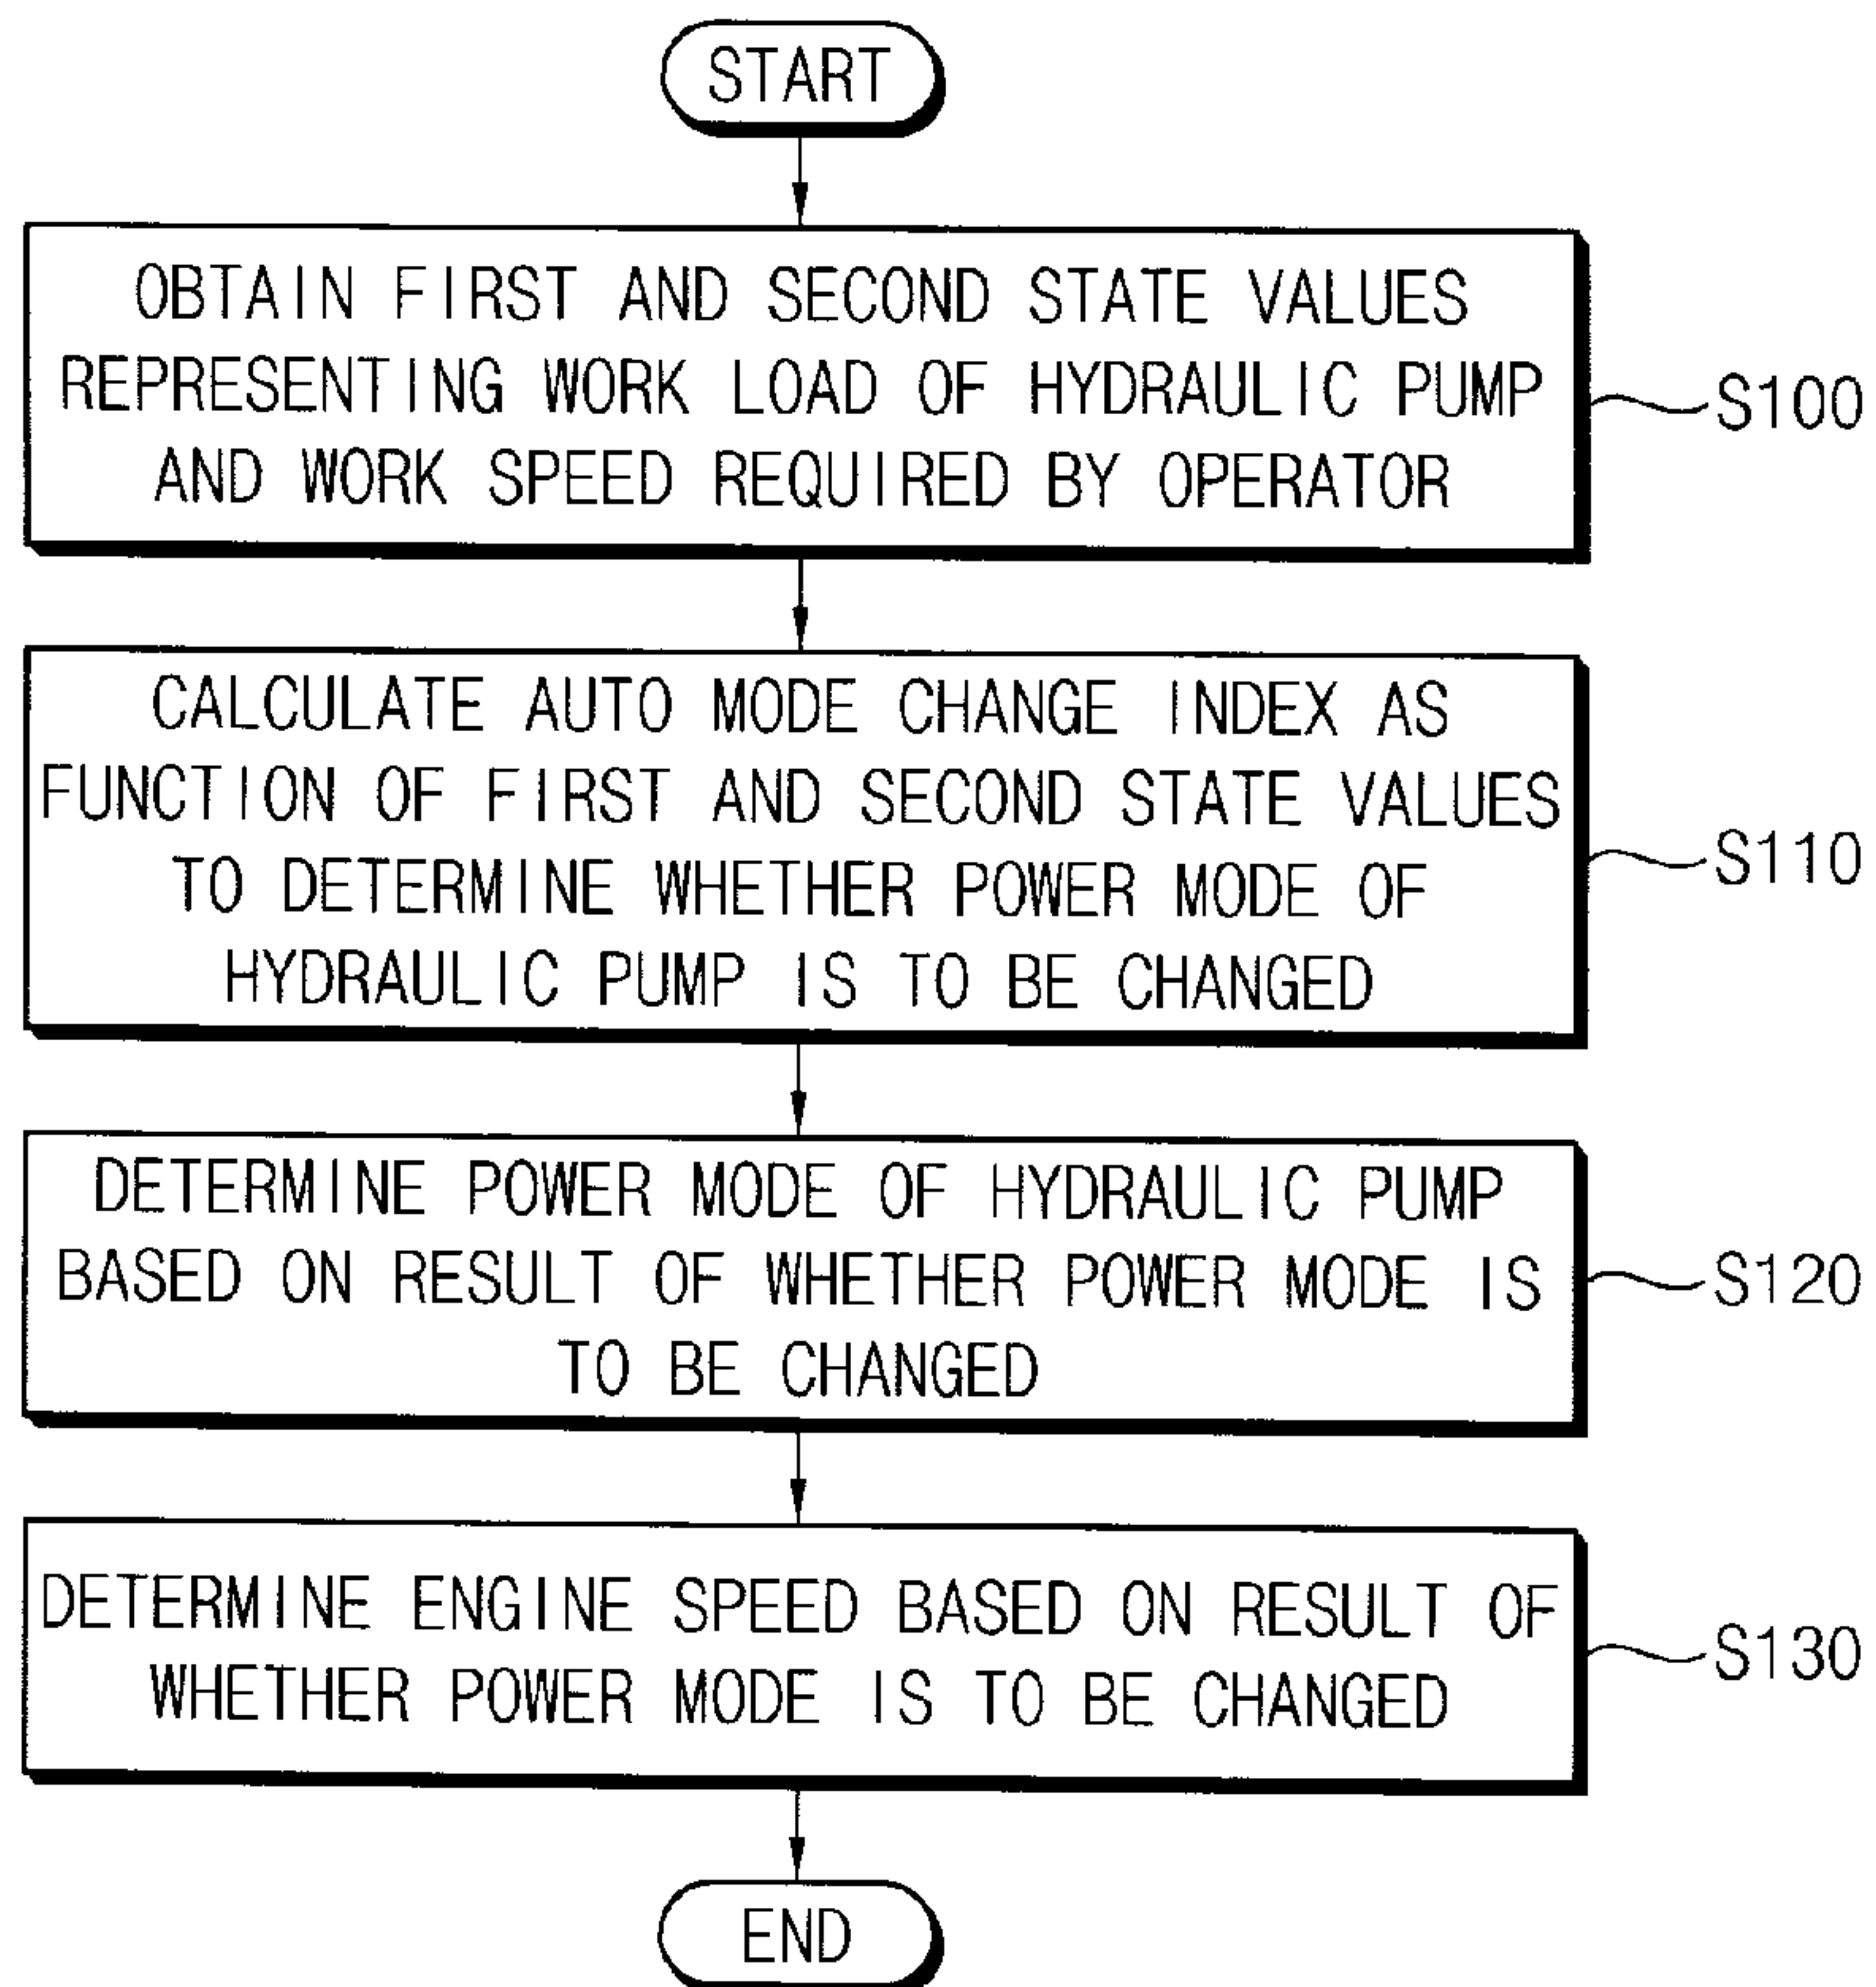 START
OBTAIN FIRST AND SECOND STATE VALUES
REPRESENTING WORK LOAD OF HYDRAULIC PUMP
AND WORK SPEED REQUIRED BY OPERATOR
S100
CALCULATE AUTO MODE CHANGE INDEX AS
FUNCTION OF FIRST AND SECOND STATE VALUES
TO DETERMINE WHETHER POWER MODE OF
HYDRAULIC PUMP IS TO BE CHANGED
S110
DETERMINE POWER MODE OF HYDRAULIC PUMP
BASED ON RESULT OF WHETHER POWER MODE IS
TO BE CHANGED
S120
DETERMINE ENGINE SPEED BASED ON RESULT OF
WHETHER POWER MODE IS TO BE CHANGED
S130
END